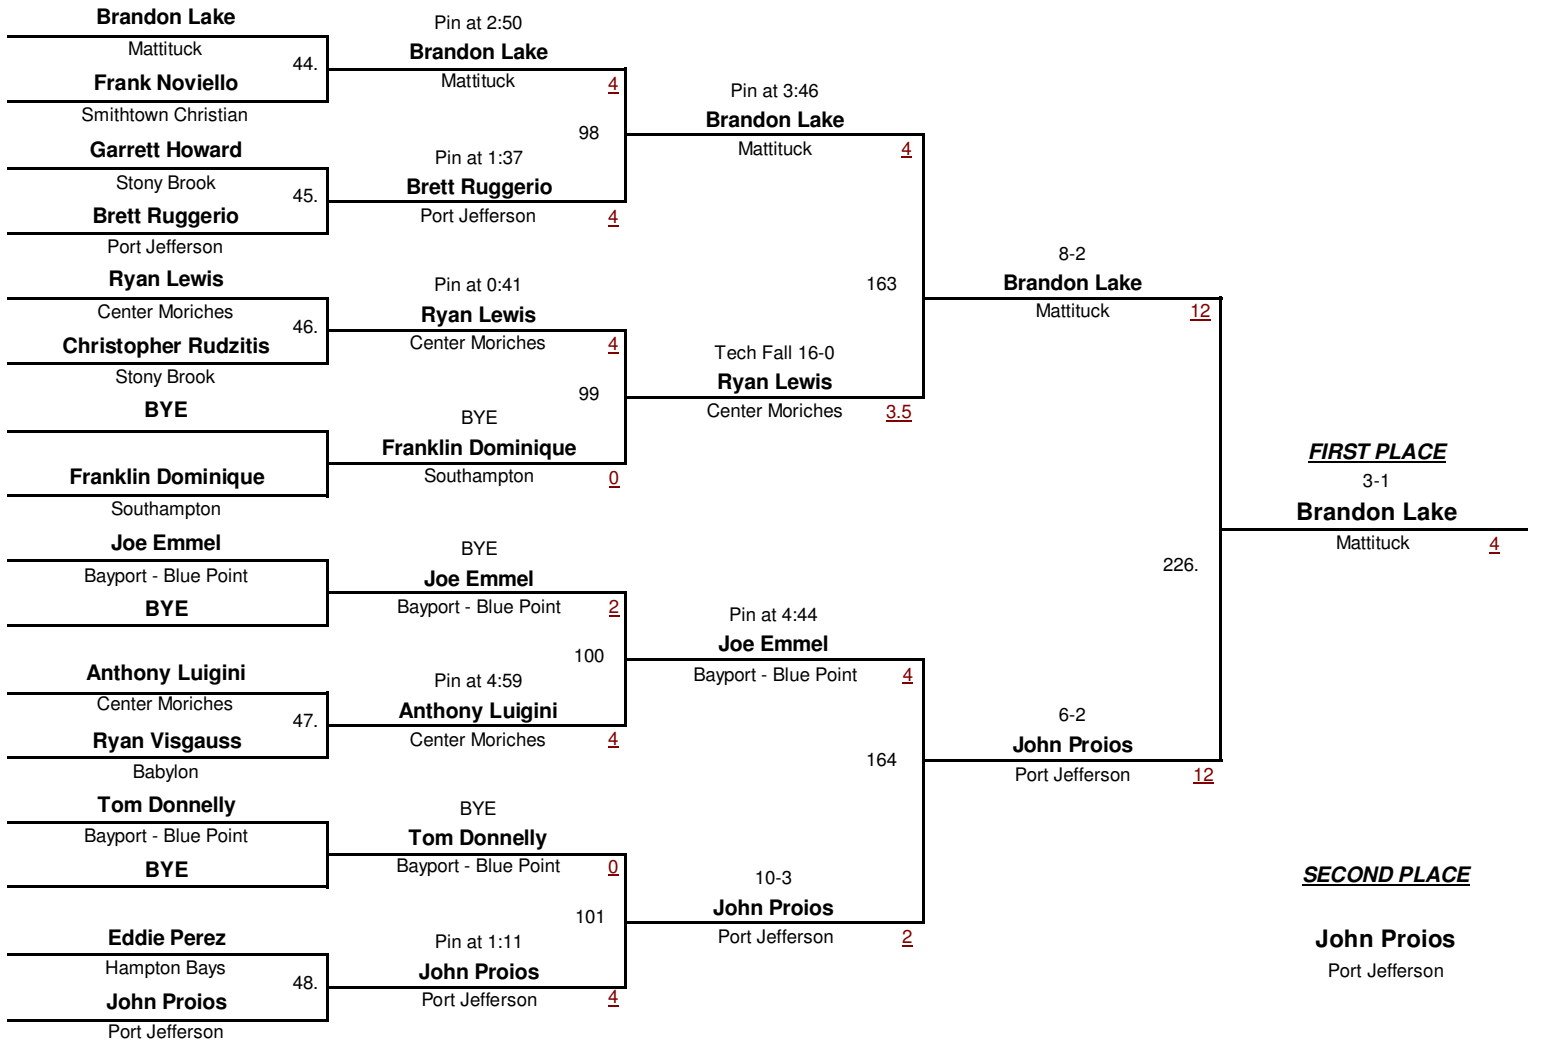 Brandon Lake
Mattituck
44.
Frank Noviello
Smithtown Christian
Garrett Howard
Stony Brook
45.
Brett Ruggerio
Port Jefferson
Ryan Lewis
Center Moriches
46.
Christopher Rudzitis
Stony Brook
BYE
Franklin Dominique
Southampton
Joe Emmel
Bayport - Blue Point
BYE
Anthony Luigini
Center Moriches
47.
Ryan Visgauss
Babylon
Tom Donnelly
Bayport - Blue Point
BYE
Eddie Perez
Hampton Bays
48.
John Proios
Port Jefferson
Pin at 2:50
Brandon Lake
Mattituck 4
98
Pin at 1:37
Brett Ruggerio
Port Jefferson 4
Pin at 0:41
Ryan Lewis
Center Moriches 4
99
BYE
Franklin Dominique
Southampton 0
BYE
Joe Emmel
Bayport - Blue Point 2
100
Pin at 4:59
Anthony Luigini
Center Moriches 4
BYE
Tom Donnelly
Bayport - Blue Point 0
101
Pin at 1:11
John Proios
Port Jefferson 4
Pin at 3:46
Brandon Lake
Mattituck 4
163
Tech Fall 16-0
Ryan Lewis
Center Moriches 3.5
Pin at 4:44
Joe Emmel
Bayport - Blue Point 4
164
10-3
John Proios
Port Jefferson 2
8-2
Brandon Lake
Mattituck 12
226.
6-2
John Proios
Port Jefferson 12
FIRST PLACE
3-1
Brandon Lake
Mattituck 4
SECOND PLACE
John Proios
Port Jefferson